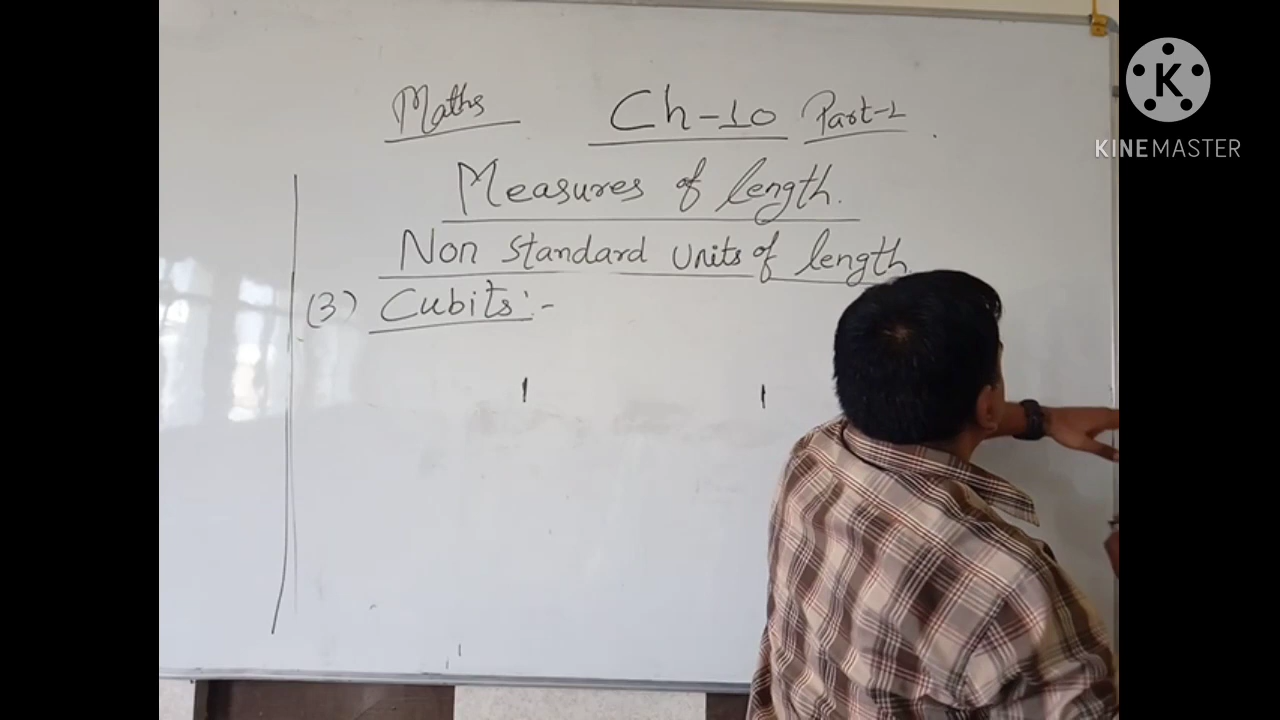 Maths Ch-10 Part-1
Measures of length.
Non standard units of length.
(3) Cubits:-
K
KINEMASTER